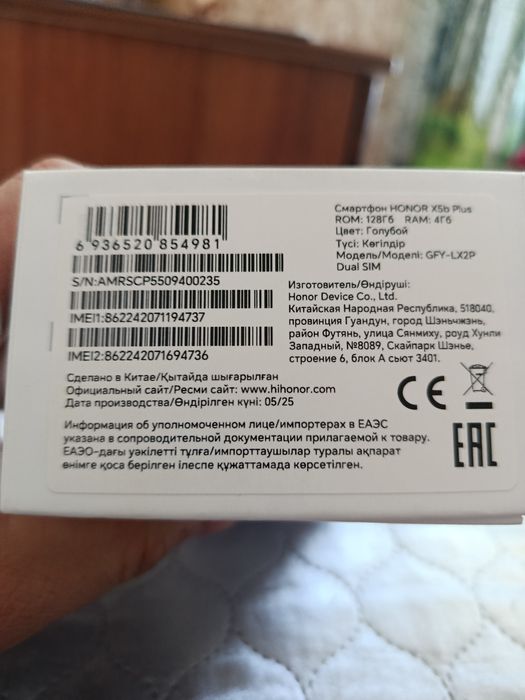 6 936520 854981
S/N:AMRSCP5509400235
IMEI1:862242071194737
IMEI2:862242071694736
Смартфон HONOR X5b Plus
ROM: 128Гб RAM: 4Гб
Цвет: Голубой
Түсі: Көгілдір
Модель/Моделі: GFY-LX2P
Dual SIM
Изготовитель/Өндіруші:
Honor Device Co., Ltd.
Китайская Народная Республика, 518040,
провинция Гуандун, город Шэньчжэнь,
район Футянь, улица Сянмиху, роуд Хунли
Западный, №8089, Скайпарк Шэнье,
строение 6, блок А сьют 3401.
Сделано в Китае/Қытайда шығарылған
Официальный сайт/Ресми сайт: www.hihonor.com
Дата производства/Өндірілген күні: 05/25
CE
Информация об уполномоченном лице/импортерах в ЕАЭС
указана в сопроводительной документации прилагаемой к товару.
ЕАЭО-дағы уәкілетті тұлға/импорттаушылар туралы ақпарат
өнімге қоса берілген ілеспе құжаттамада көрсетілген.
EAC